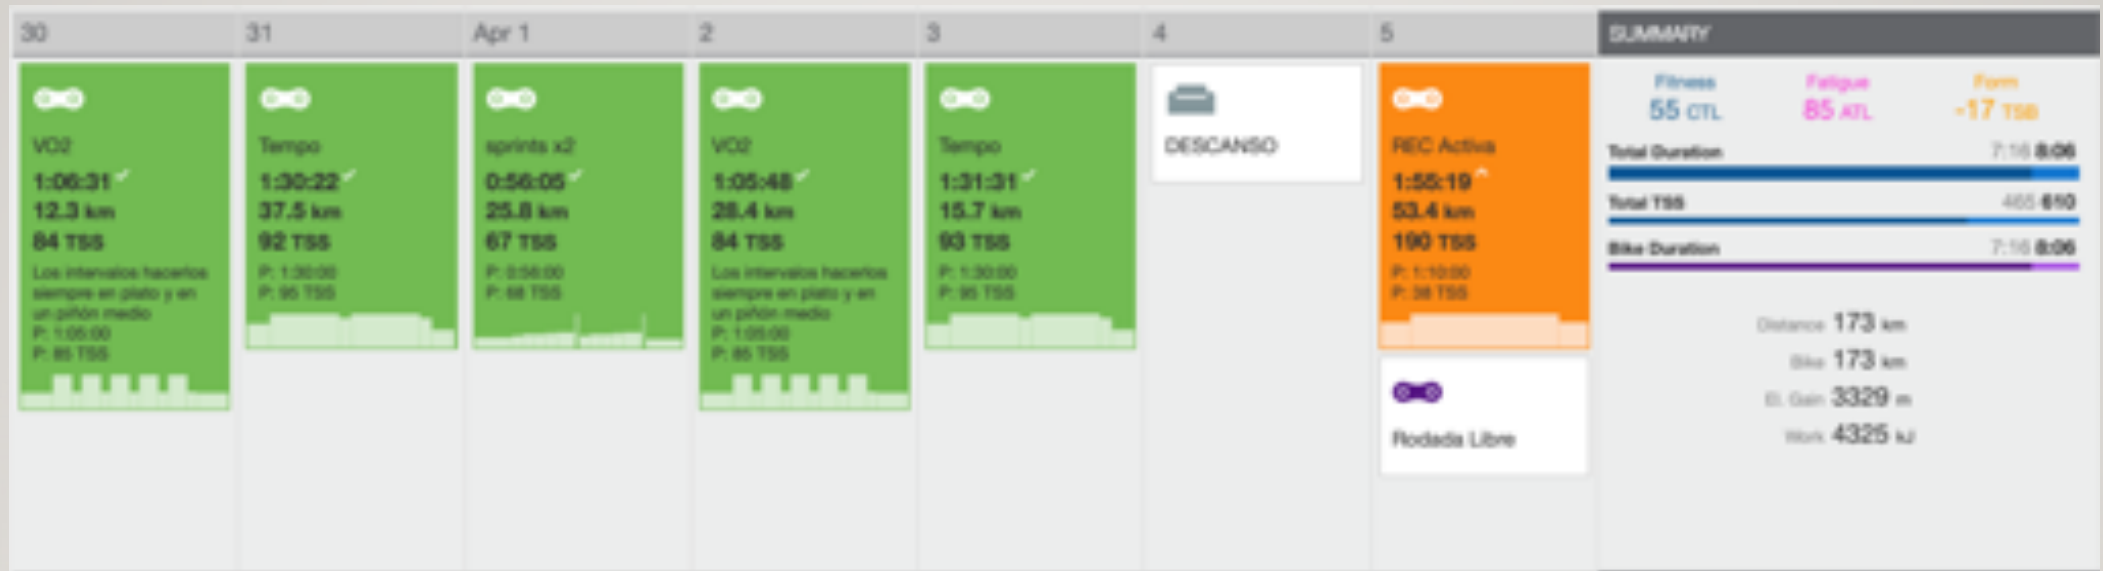 30
31
Apr 1
2
3
4
5
SUMMARY
VO2
1:06:31
12.3 km
84 TSS
Los intervalos hacerlos
siempre en plato y en
un piñón medio
P: 1:05:00
P: 85 TSS
Tempo
1:30:22
37.5 km
92 TSS
P: 1:30:00
P: 95 TSS
sprints x2
0:56:05
25.8 km
67 TSS
P: 0:56:00
P: 68 TSS
VO2
1:05:48
28.4 km
84 TSS
Los intervalos hacerlos
siempre en plato y en
un piñón medio
P: 1:05:00
P: 85 TSS
Tempo
1:31:31
15.7 km
93 TSS
P: 1:30:00
P: 95 TSS
DESCANSO
REC Activa
1:55:19
53.4 km
190 TSS
P: 1:10:00
P: 38 TSS
Rodada Libre
Fitness
55 CTL
Fatigue
85 ATL
Form
-17 TSB
Total Duration 7:16 8:06
Total TSS 465 610
Bike Duration 7:16 8:06
Distance 173 km
Bike 173 km
El. Gain 3329 m
Work 4325 kJ